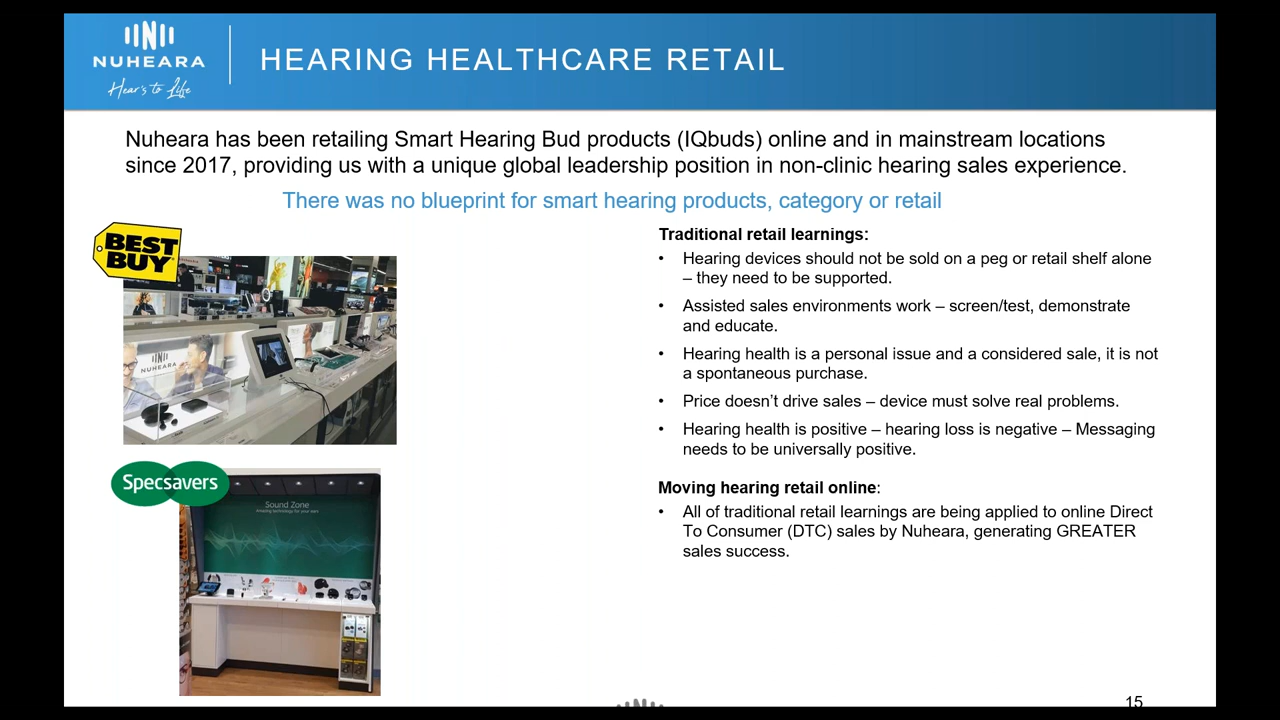 NUHEARA
Hear's to Life
HEARING HEALTHCARE RETAIL
Nuheara has been retailing Smart Hearing Bud products (IQbuds) online and in mainstream locations
since 2017, providing us with a unique global leadership position in non-clinic hearing sales experience.
There was no blueprint for smart hearing products, category or retail
BEST
BUY
NUHEARA
Specsavers
Sound Zone
Traditional retail learnings:
• Hearing devices should not be sold on a peg or retail shelf alone
– they need to be supported.
• Assisted sales environments work – screen/test, demonstrate
and educate.
• Hearing health is a personal issue and a considered sale, it is not
a spontaneous purchase.
• Price doesn’t drive sales – device must solve real problems.
• Hearing health is positive – hearing loss is negative – Messaging
needs to be universally positive.
Moving hearing retail online:
• All of traditional retail learnings are being applied to online Direct
To Consumer (DTC) sales by Nuheara, generating GREATER
sales success.
15